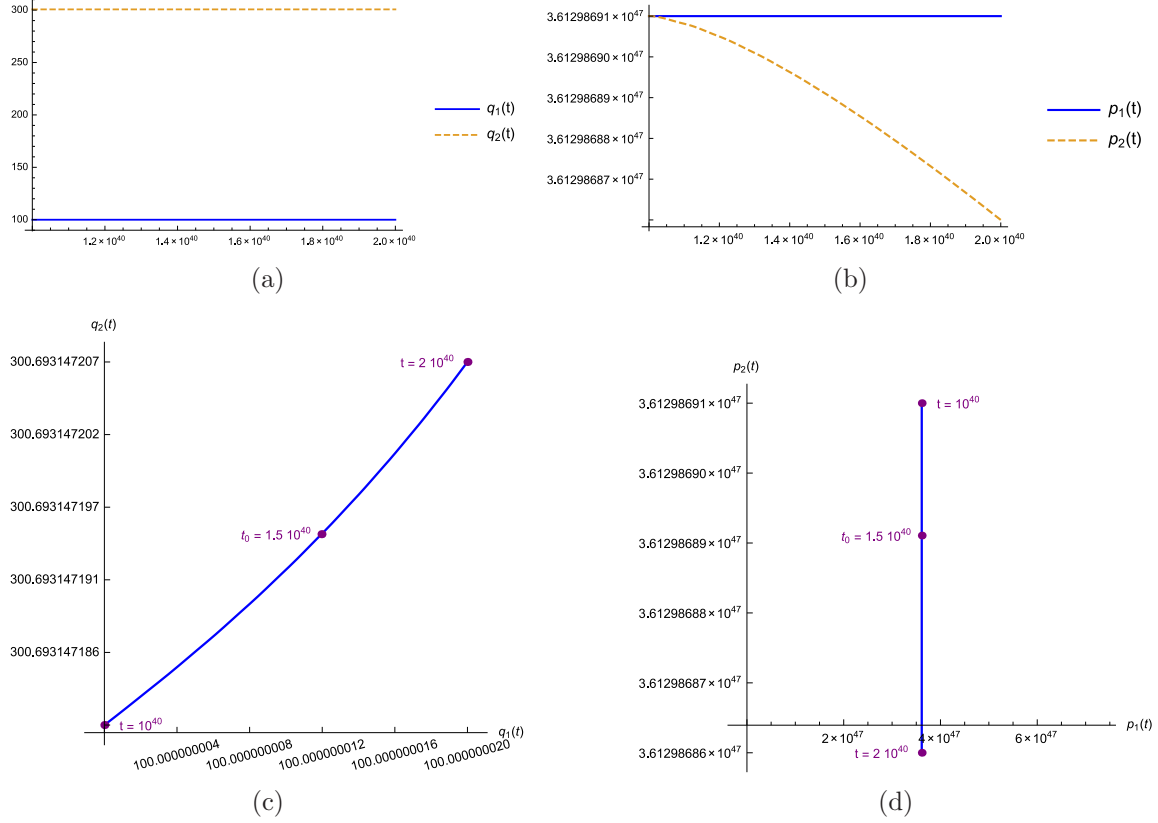 300
250
200
150
100
1.2 × 10^40
1.4 × 10^40
1.6 × 10^40
1.8 × 10^40
2.0 × 10^40
q₁(t)
q₂(t)
(a)
3.61298691 × 10^47
3.61298690 × 10^47
3.61298689 × 10^47
3.61298688 × 10^47
3.61298687 × 10^47
1.2 × 10^40
1.4 × 10^40
1.6 × 10^40
1.8 × 10^40
2.0 × 10^40
p₁(t)
p₂(t)
(b)
q₂(t)
300.693147207
300.693147202
300.693147197
300.693147191
300.693147186
t = 2 10^40
t₀ = 1.5 10^40
t = 10^40
100.000000004
100.000000008
100.000000012
100.000000016
100.000000020
q₁(t)
(c)
p₂(t)
3.61298691 × 10^47
3.61298690 × 10^47
3.61298689 × 10^47
3.61298688 × 10^47
3.61298687 × 10^47
3.61298686 × 10^47
t = 10^40
t₀ = 1.5 10^40
t = 2 10^40
2 × 10^47
4 × 10^47
6 × 10^47
p₁(t)
(d)